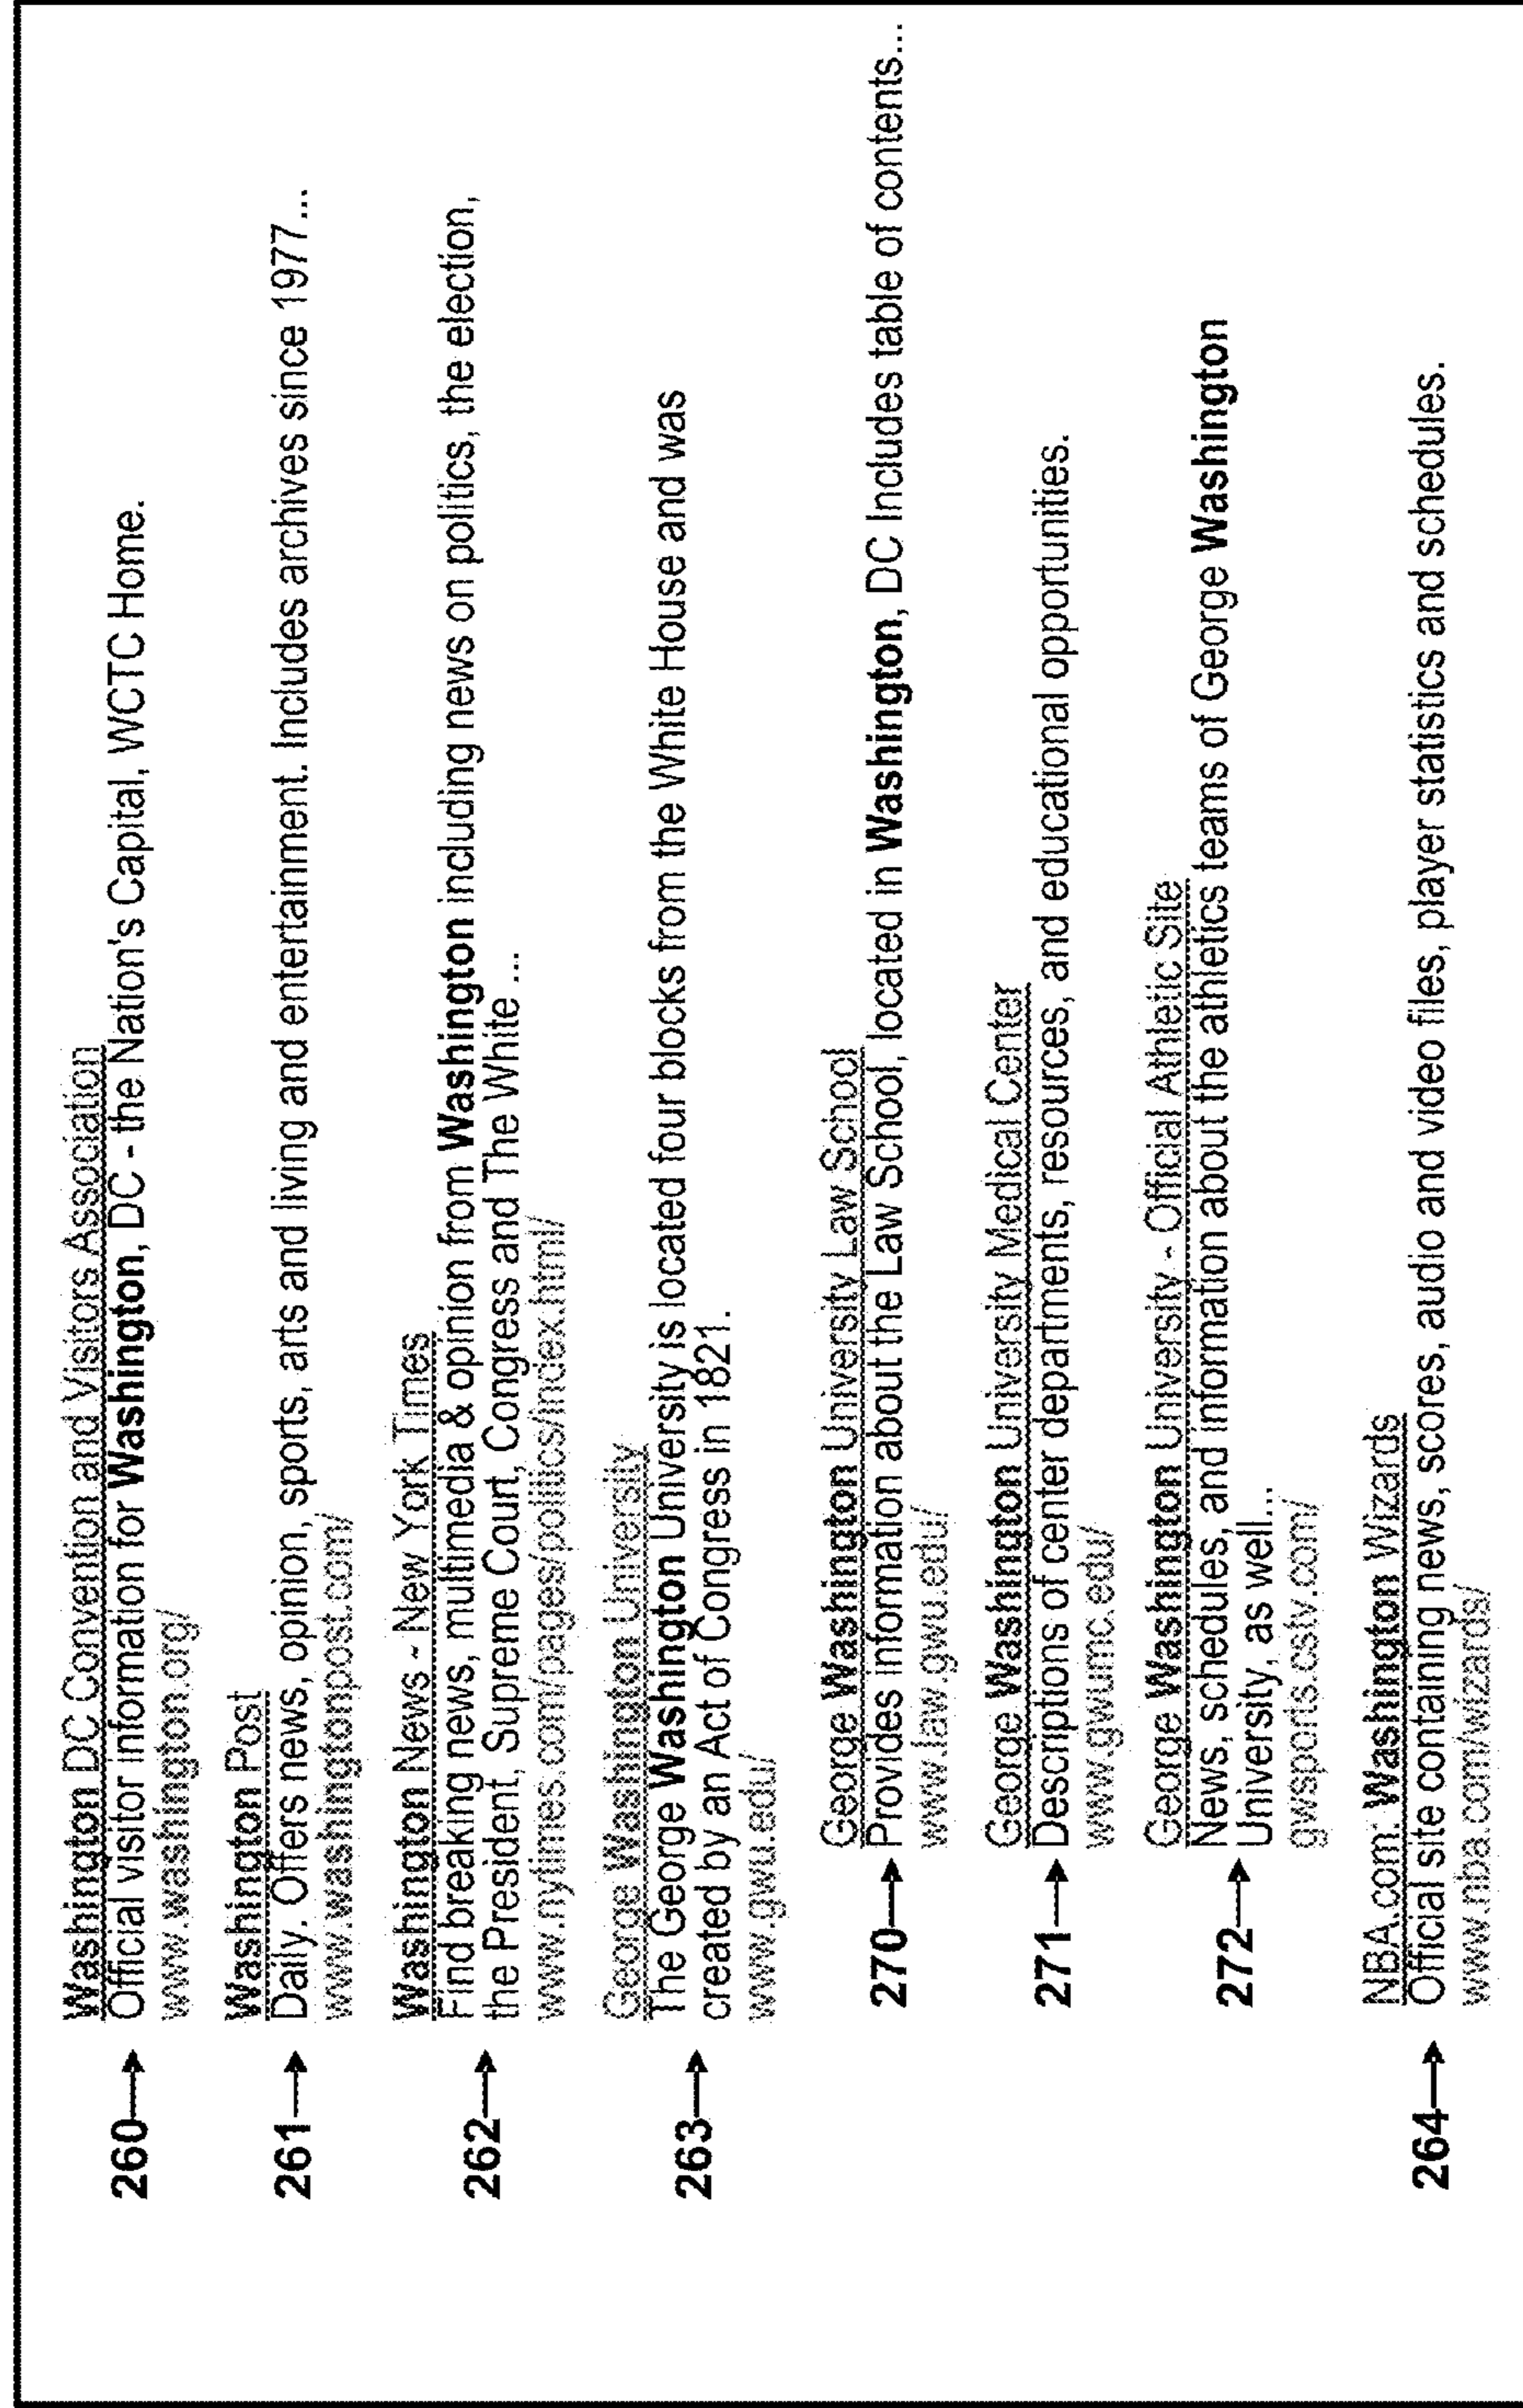 Washington DC Convention and Visitors Association
260 Official visitor information for Washington, DC - the Nation's Capital, WCTC Home.
www.washington.org/
Washington Post
261 Daily. Offers news, opinion, sports, arts and living and entertainment. Includes archives since 1977...
www.washingtonpost.com/
Washington News - New York Times
Find breaking news, multimedia & opinion from Washington including news on politics, the election,
262 the President, Supreme Court, Congress and The White ...
www.nytimes.com/pages/politics/index.html/
George Washington University
The George Washington University is located four blocks from the White House and was
263 created by an Act of Congress in 1821.
www.gwu.edu/
George Washington University Law School
270 Provides information about the Law School, located in Washington, DC Includes table of contents...
www.law.gwu.edu/
George Washington University Medical Center
271 Descriptions of center departments, resources, and educational opportunities.
www.gwumc.edu/
George Washington University - Official Athletic Site
News, schedules, and information about the athletics teams of George Washington
272 University, as well...
gwsports.cstv.com/
NBA.com: Washington Wizards
264 Official site containing news, scores, audio and video files, player statistics and schedules.
www.nba.com/wizards/